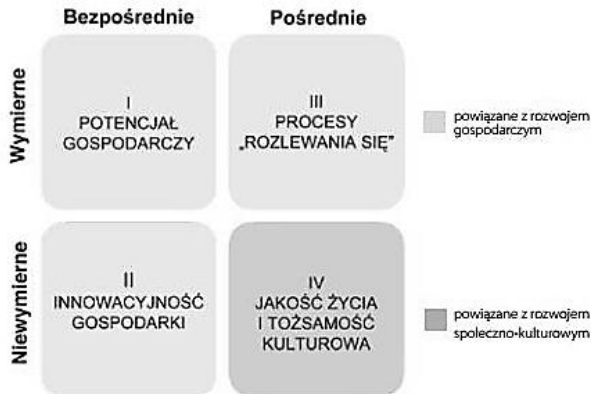 Bezpośrednie
Pośrednie
Wymierne
I
POTENCJAŁ
GOSPODARCZY
III
PROCESY
„ROZLEWANIA SIĘ”
powiązane z rozwojem
gospodarczym
Niewymierne
II
INNOWACYJNOŚĆ
GOSPODARKI
IV
JAKOŚĆ ŻYCIA
I TOŻSAMOŚĆ
KULTUROWA
powiązane z rozwojem
społeczno-kulturowym